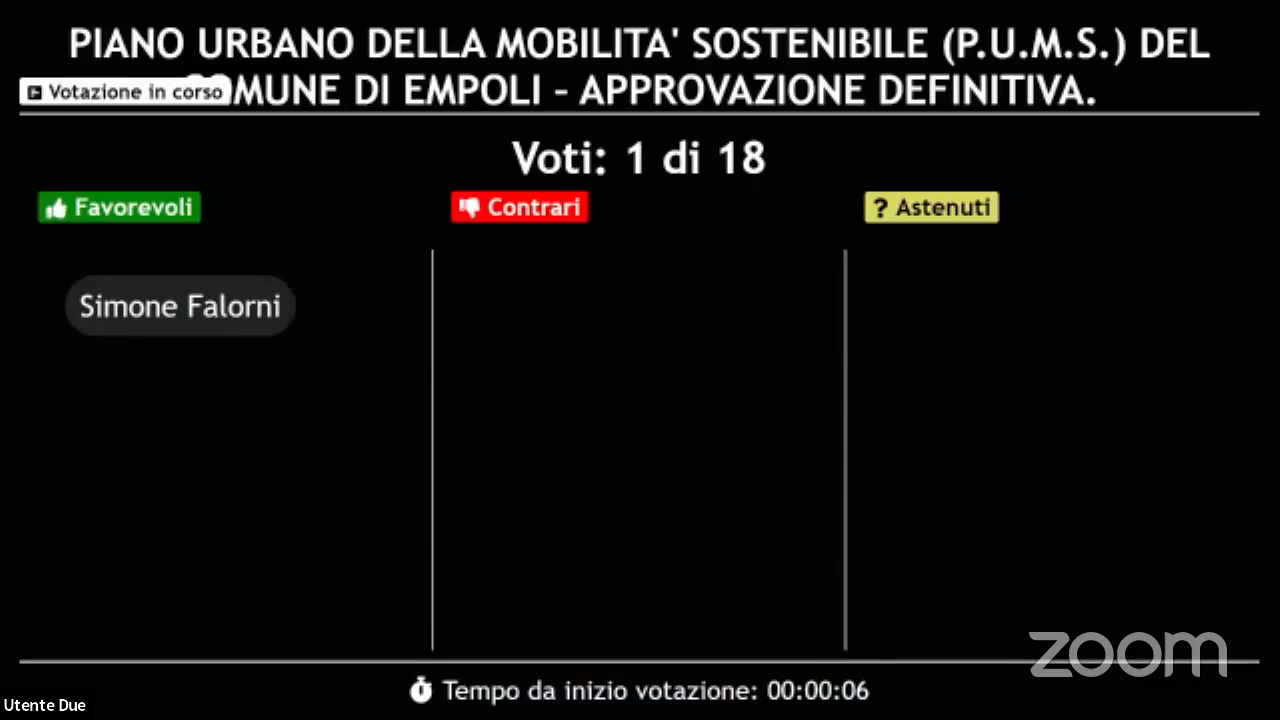 PIANO URBANO DELLA MOBILITA' SOSTENIBILE (P.U.M.S.) DEL
Votazione in corso
MUNE DI EMPOLI – APPROVAZIONE DEFINITIVA.
Voti: 1 di 18
Favorevoli
Contrari
? Astenuti
Simone Falorni
zoom
Tempo da inizio votazione: 00:00:06
Utente Due